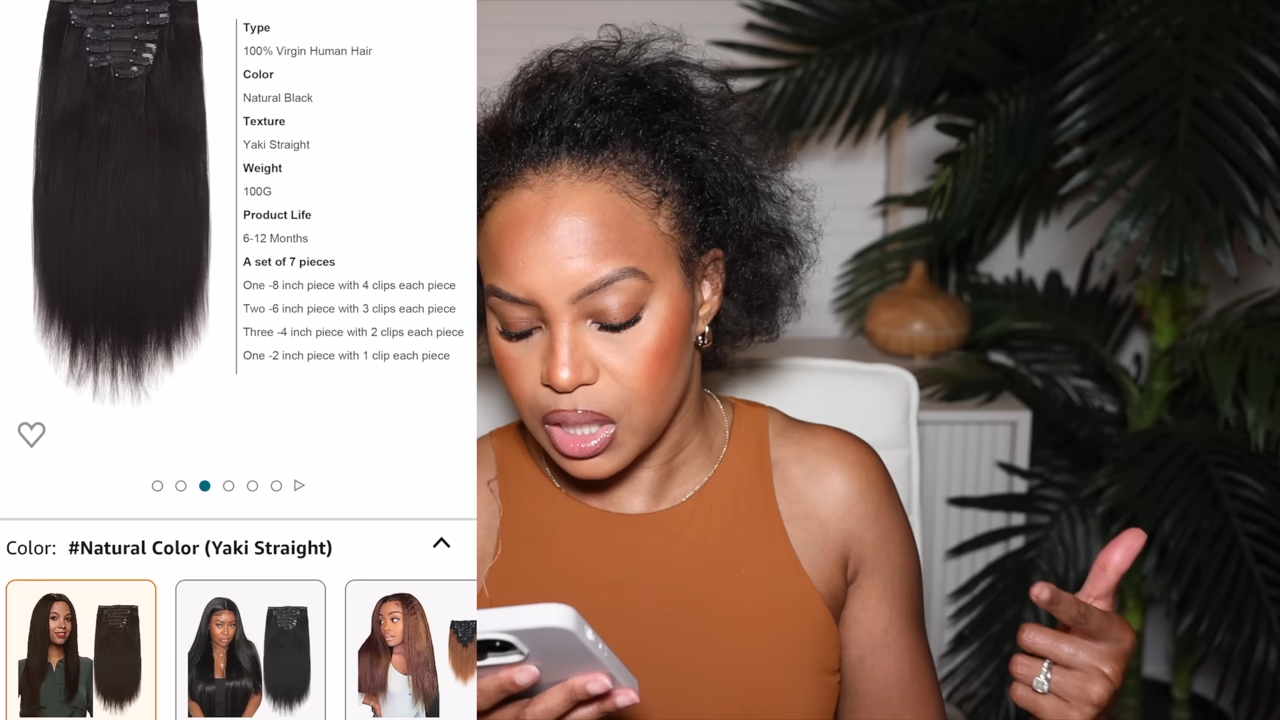 Type
100% Virgin Human Hair
Color
Natural Black
Texture
Yaki Straight
Weight
100G
Product Life
6-12 Months
A set of 7 pieces
One -8 inch piece with 4 clips each piece
Two -6 inch piece with 3 clips each piece
Three -4 inch piece with 2 clips each piece
One -2 inch piece with 1 clip each piece
Color: #Natural Color (Yaki Straight)